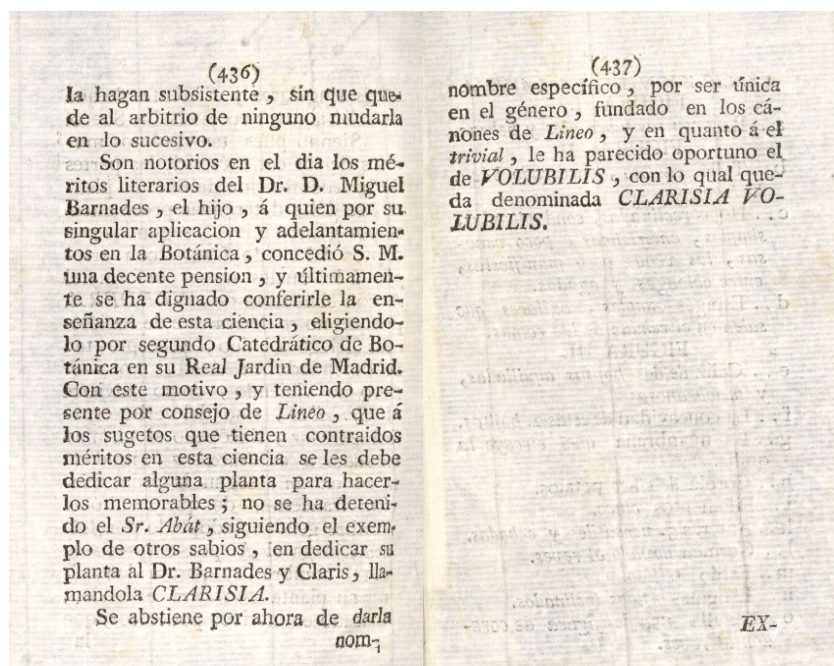 (436)
la hagan subsistente , sin que que-
de al arbitrio de ninguno mudarla
en lo sucesivo.
Son notorios en el dia los mé-
ritos literarios del Dr. D. Miguel
Barnades , el hijo , á quien por su
singular aplicacion y adelantamien-
tos en la Botánica , concedió S. M.
una decente pension , y últimamen-
te se ha dignado conferirle la en-
señanza de esta ciencia , eligiendo-
lo por segundo Catedrático de Bo-
tánica en su Real Jardin de Madrid.
Con este motivo , y teniendo pre-
sente por consejo de Lineo , que á
los sugetos que tienen contraidos
méritos en esta ciencia se les debe
dedicar alguna planta para hacer-
los memorables ; no se ha deteni-
do el Sr. Abát , siguiendo el exem-
plo de otros sabios , en dedicar su
planta al Dr. Barnades y Claris, lla-
mandola CLARISIA.
Se abstiene por ahora de darla
nom-
(437)
nombre específico , por ser única
en el género , fundado en los cá-
nones de Lineo , y en quanto á el
trivial , le ha parecido oportuno el
de VOLUBILIS , con lo qual que-
da denominada CLARISIA VO-
LUBILIS.
EX-